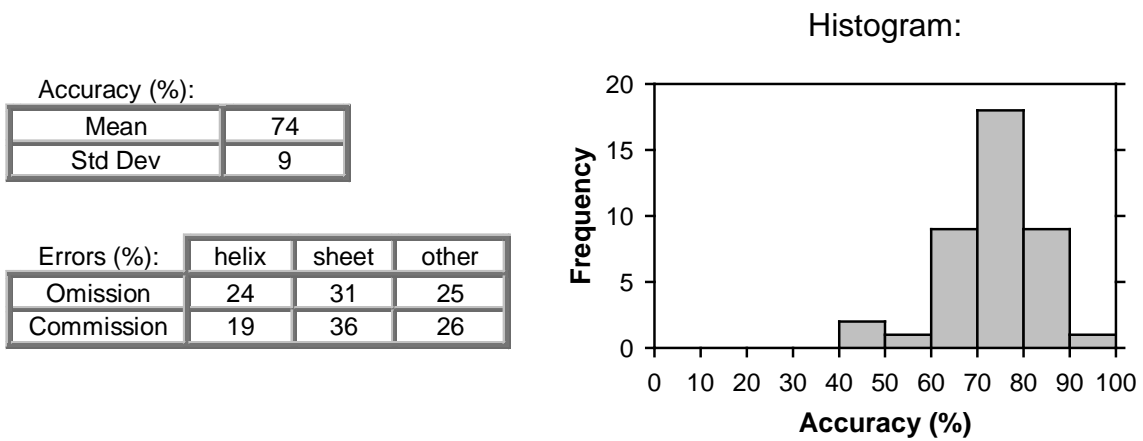 Accuracy (%):
Mean 74
Std Dev 9
Errors (%): helix sheet other
Omission 24 31 25
Commission 19 36 26
Histogram:
20
15
10
5
0
Frequency
0 10 20 30 40 50 60 70 80 90 100
Accuracy (%)